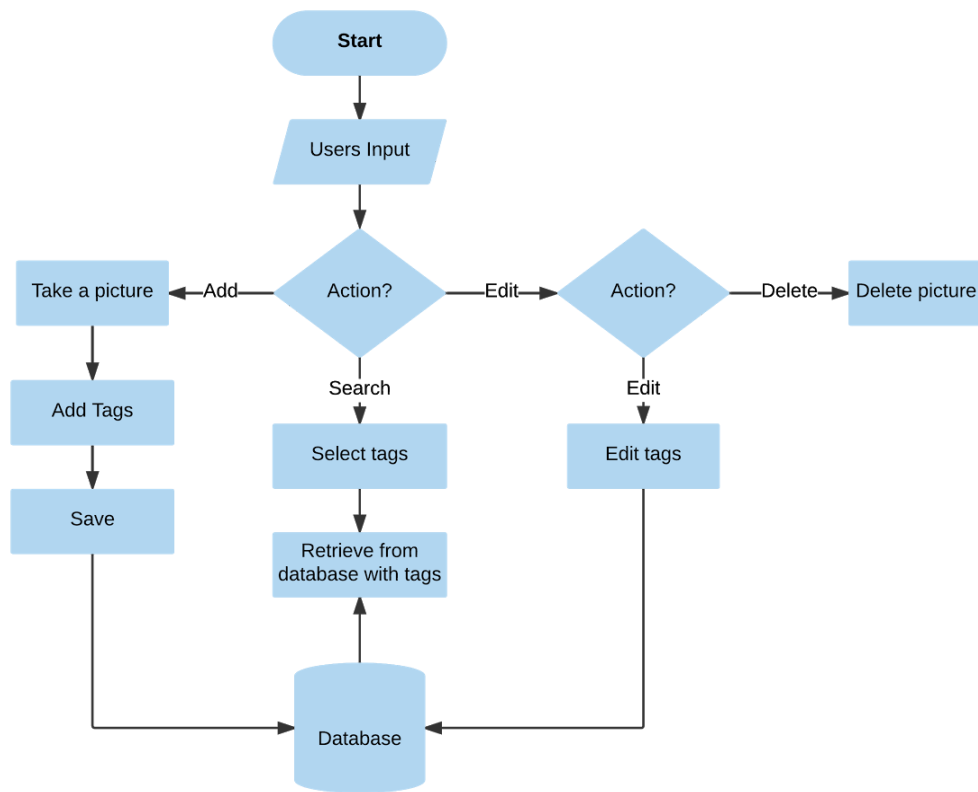 Start
Users Input
Take a picture
Add
Action?
Edit
Action?
Delete
Delete picture
Search
Edit
Add Tags
Select tags
Edit tags
Save
Retrieve from
database with tags
Database